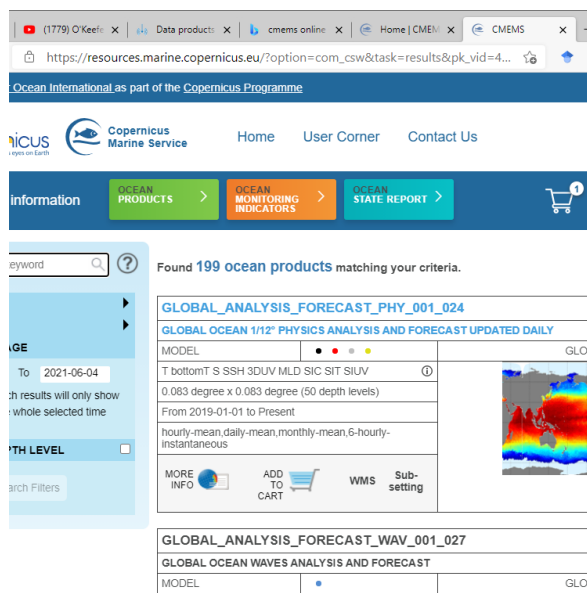 (1779) O'Keefe
Data products
cmems online
Home | CMEM
CMEMS
https://resources.marine.copernicus.eu/?option=com_csw&task=results&pk_vid=4...
Ocean International as part of the Copernicus Programme
nicus
s eyes on Earth
Copernicus
Marine Service
Home User Corner Contact Us
information
OCEAN
PRODUCTS
OCEAN
MONITORING
INDICATORS
OCEAN
STATE REPORT
1
eyword
?
Found 199 ocean products matching your criteria.
GLOBAL_ANALYSIS_FORECAST_PHY_001_024
GLOBAL OCEAN 1/12° PHYSICS ANALYSIS AND FORECAST UPDATED DAILY
AGE
MODEL GLO
To 2021-06-04
T bottomT S SSH 3DUV MLD SIC SIT SIUV
ch results will only show
whole selected time
0.083 degree x 0.083 degree (50 depth levels)
From 2019-01-01 to Present
hourly-mean,daily-mean,monthly-mean,6-hourly-
instantaneous
PTH LEVEL
MORE
INFO
ADD
TO
CART
WMS
Sub-
setting
arch Filters
GLOBAL_ANALYSIS_FORECAST_WAV_001_027
GLOBAL OCEAN WAVES ANALYSIS AND FORECAST
MODEL GLO